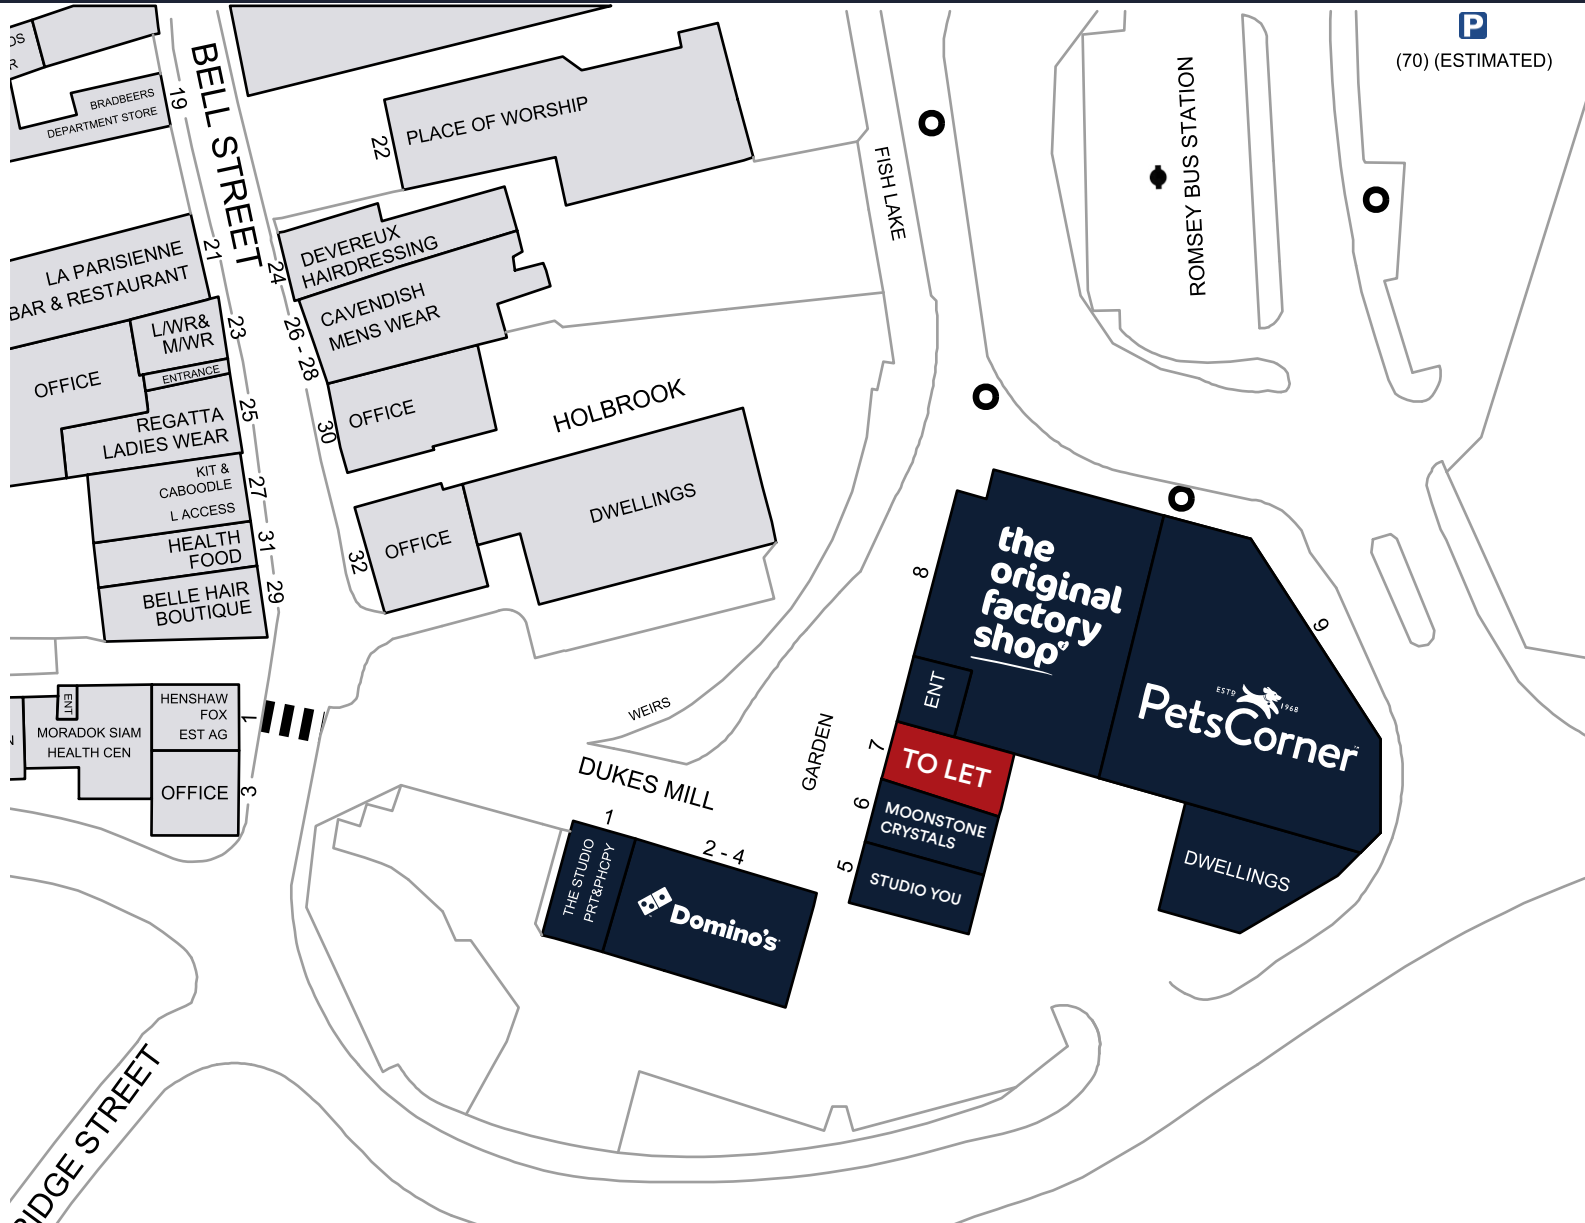 P
(70) (ESTIMATED)
BELL STREET
19
BRADBEERS
DEPARTMENT STORE
22
PLACE OF WORSHIP
FISH LAKE
ROMSEY BUS STATION
21
LA PARISIENNE
BAR & RESTAURANT
24
DEVEREUX
HAIRDRESSING
26 - 28
CAVENDISH
MENS WEAR
23
L/WR&
M/WR
ENTRANCE
OFFICE
25
REGATTA
LADIES WEAR
30
OFFICE
HOLBROOK
27
KIT &
CABOODLE
L ACCESS
31
HEALTH
FOOD
29
BELLE HAIR
BOUTIQUE
32
OFFICE
DWELLINGS
8
the
original
factory
shop
9
ESTD
1968
PetsCorner
ENT
WEIRS
GARDEN
7
TO LET
6
MOONSTONE
CRYSTALS
5
STUDIO YOU
DWELLINGS
ENT
MORADOK SIAM
HEALTH CEN
HENSHAW
FOX
EST AG
1
OFFICE
3
DUKES MILL
1
THE STUDIO
PRT&PHCPY
2 - 4
Domino's
IDGE STREET